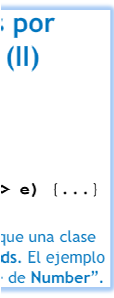 s por
(II)
> e) {...}
que una clase
ds. El ejemplo
de Number”.